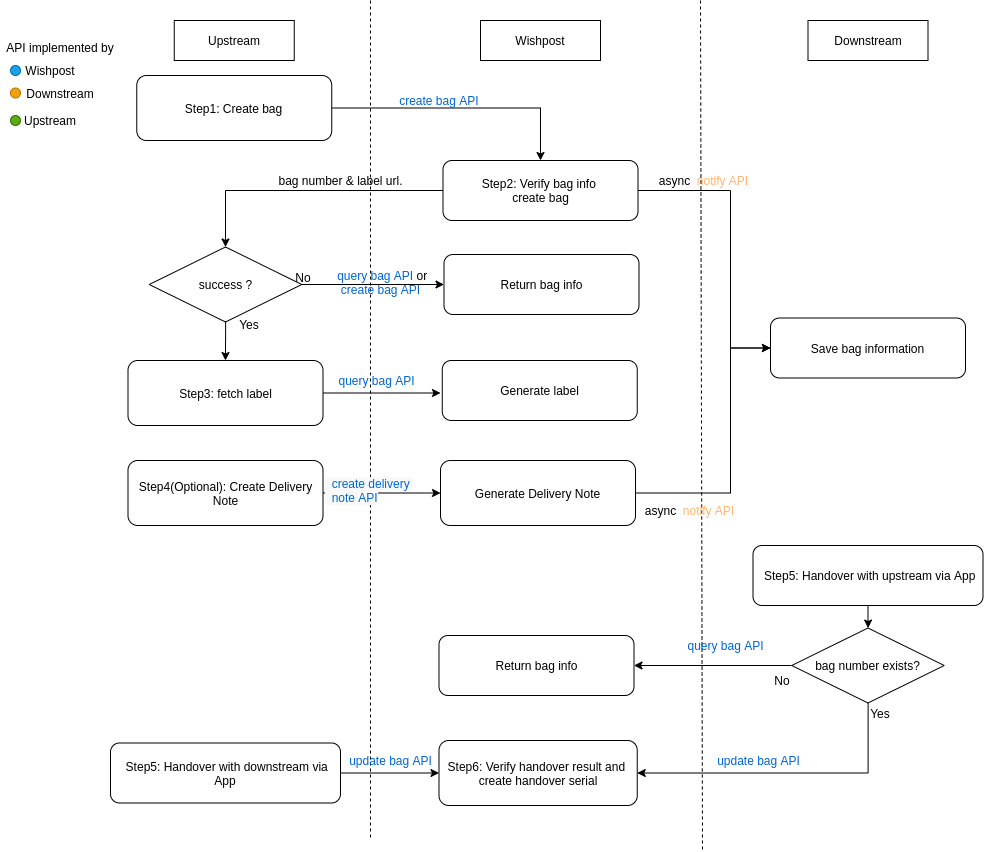 Upstream
Wishpost
Downstream
API implemented by
Wishpost
Downstream
Upstream
Step1: Create bag
create bag API
bag number & label url.
Step2: Verify bag info
create bag
async notify API
success ?
No
query bag API or
create bag API
Return bag info
Yes
Save bag information
Step3: fetch label
query bag API
Generate label
Step4(Optional): Create Delivery
Note
create delivery
note API
Generate Delivery Note
async notify API
Step5: Handover with upstream via App
query bag API
Return bag info
bag number exists?
No
Yes
Step5: Handover with downstream via
App
update bag API
Step6: Verify handover result and
create handover serial
update bag API